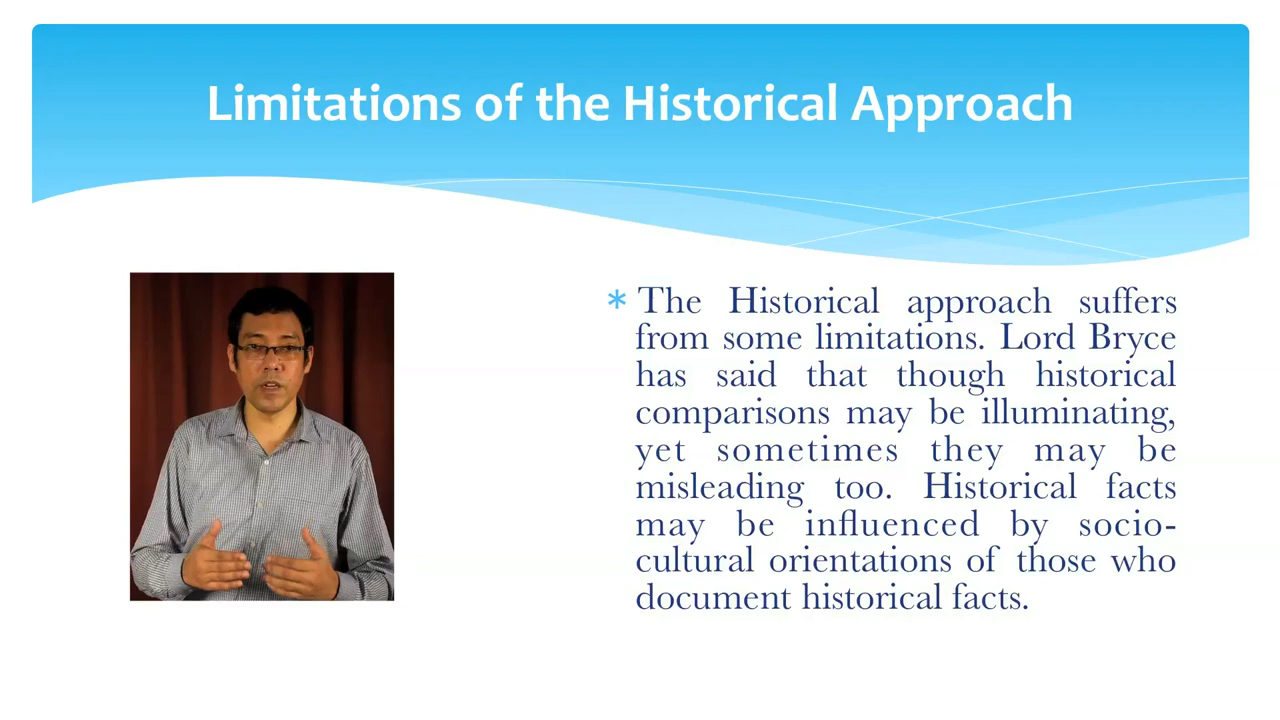 Limitations of the Historical Approach
* The Historical approach suffers
from some limitations. Lord Bryce
has said that though historical
comparisons may be illuminating,
yet sometimes they may be
misleading too. Historical facts
may be influenced by socio-
cultural orientations of those who
document historical facts.